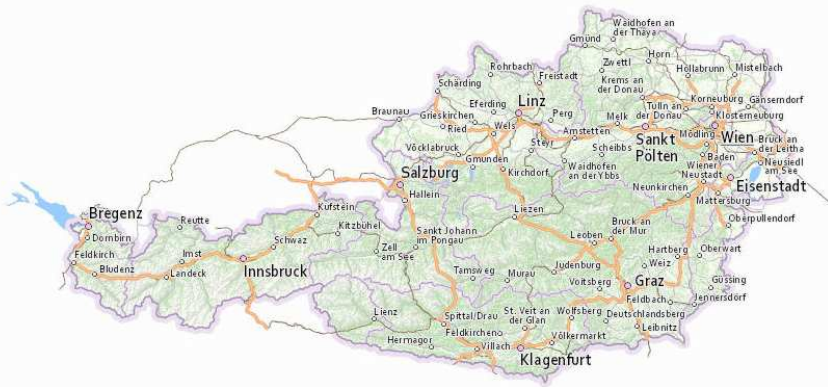 Waidhofen an
der Thaya
Gmünd
Horn
Zwettl
Hollabrunn
Mistelbach
Rohrbach
Freistadt
Krems an
der Donau
Schärding
Korneuburg
Gänserndorf
Tulln an
der Donau
Klosterneuburg
Braunau
Grieskirchen
Eferding
Linz
Perg
Melk
Ried
Wels
Amstetten
Sankt
Pölten
Mödling
Wien
Bruck an
der Leitha
Vöcklabruck
Steyr
Scheibbs
Baden
Neusiedl
am See
Gmunden
Waidhofen
an der Ybbs
Wiener
Neustadt
Eisenstadt
Salzburg
Kirchdorf
Neunkirchen
Mattersburg
Hallein
Bregenz
Kufstein
Liezen
Oberpullendorf
Reutte
Dornbirn
Kitzbühel
Sankt Johann
im Pongau
Bruck an
der Mur
Leoben
Schwaz
Zell
am See
Hartberg
Oberwart
Feldkirch
Imst
Innsbruck
Bludenz
Landeck
Tamsweg
Murau
Judenburg
Weiz
Voitsberg
Graz
Güssing
Feldbach
Jennersdorf
Lienz
Spittal/Drau
St. Veit an
der Glan
Wolfsberg
Deutschlandsberg
Leibnitz
Feldkirchen
Hermagor
Villach
Völkermarkt
Klagenfurt